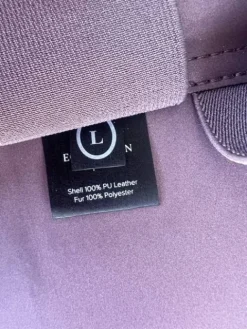 L
Shell 100% PU Leather
Fur 100% Polyester